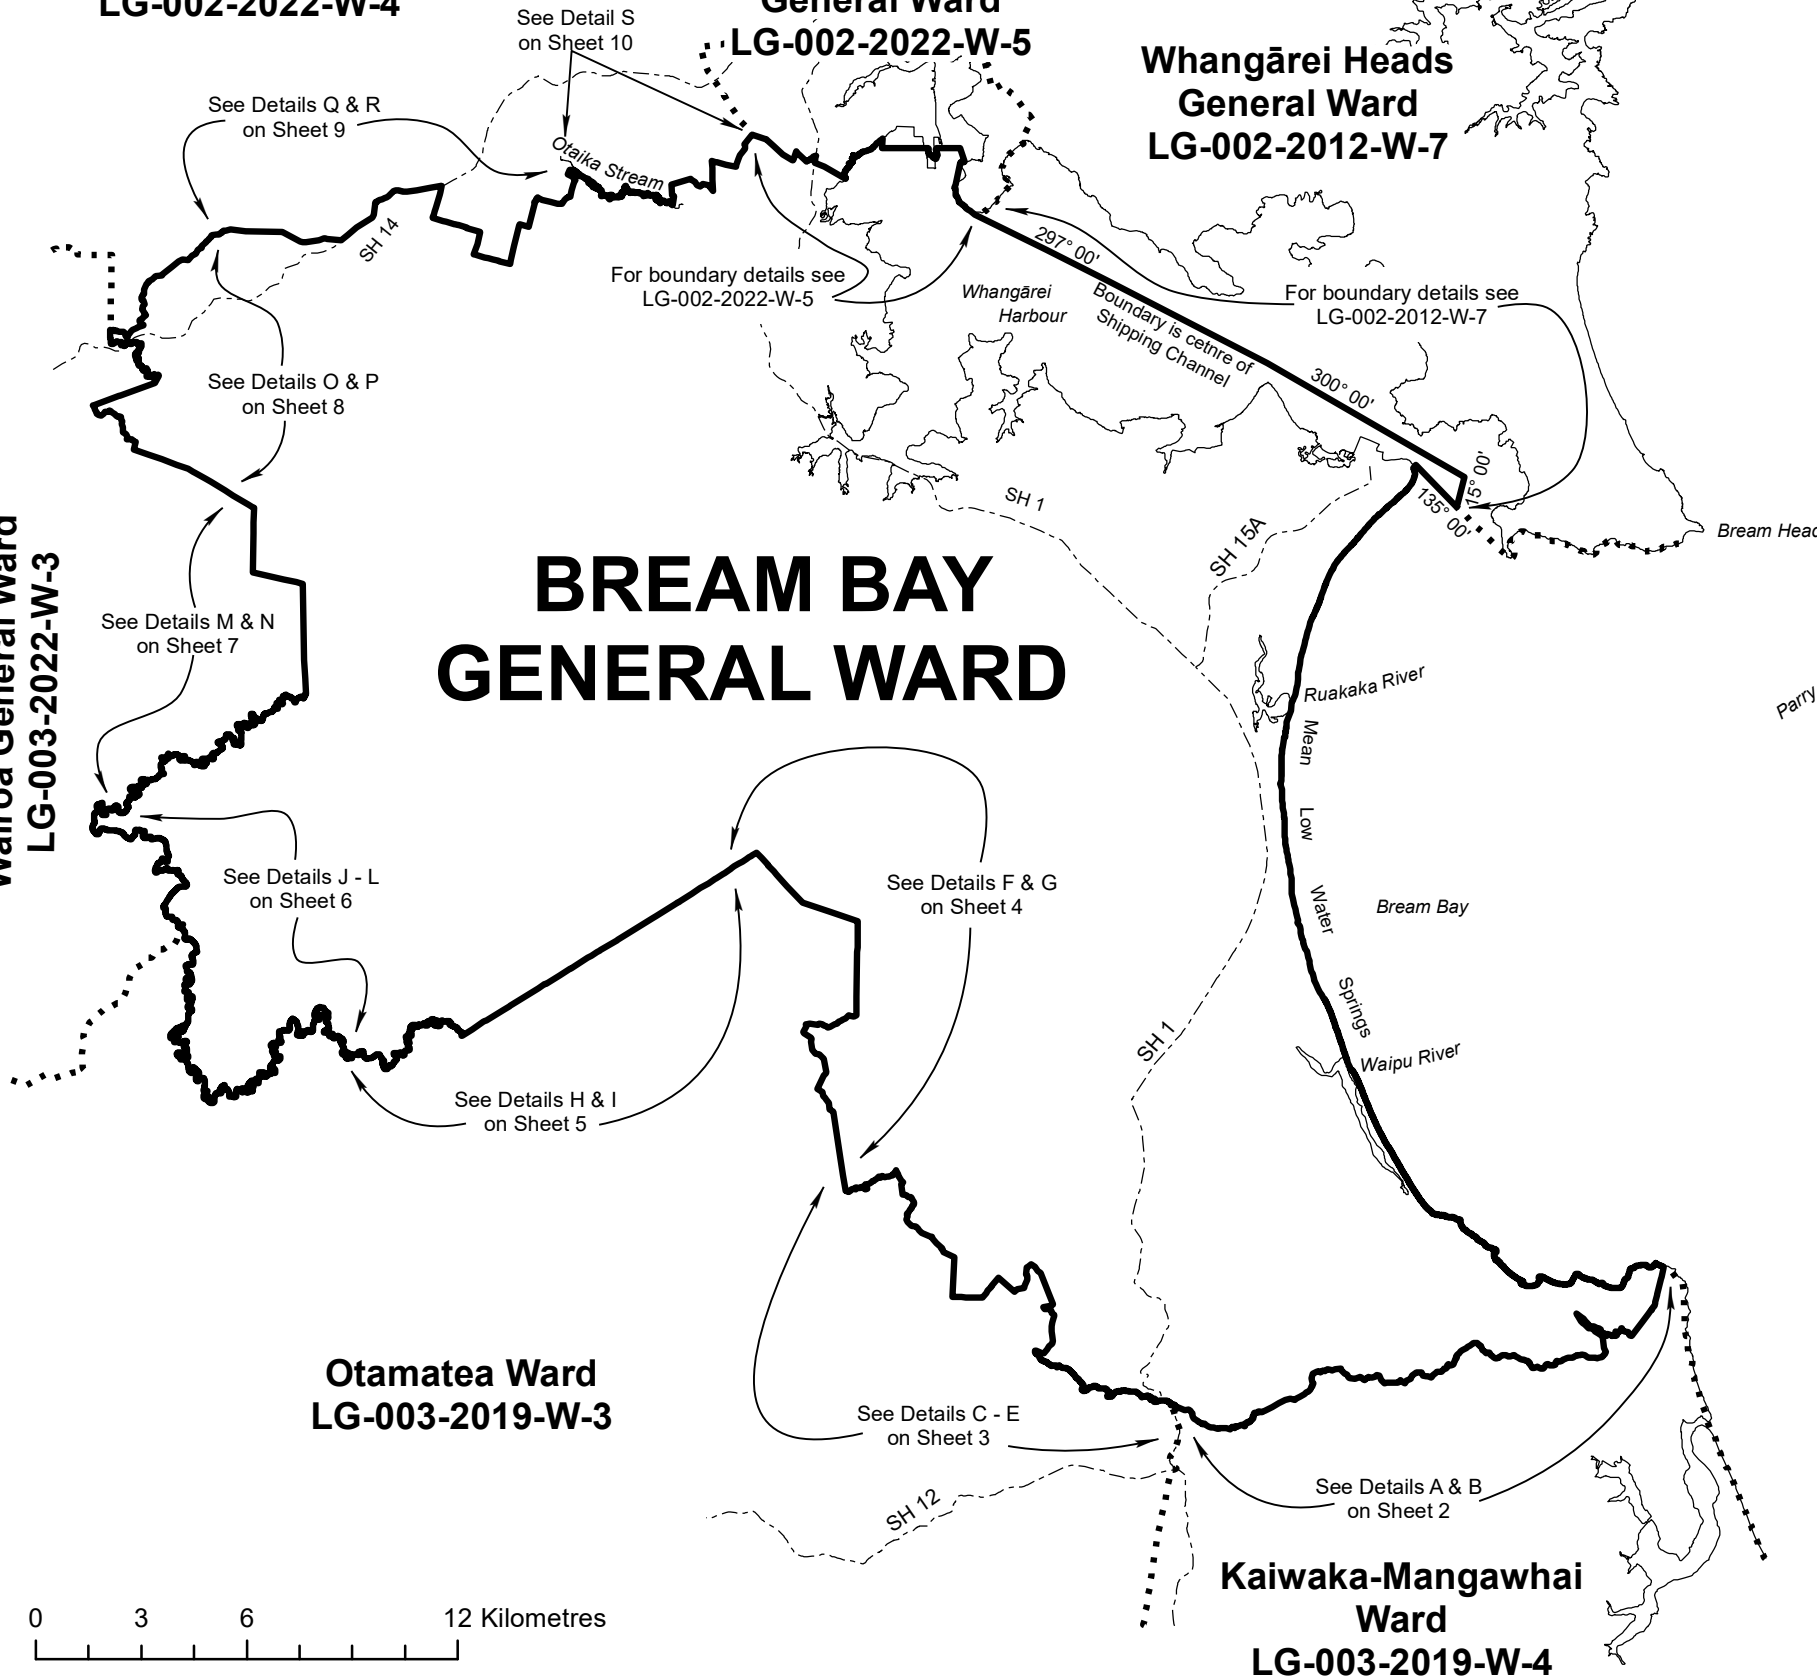 LG-002-2022-W-4
General Ward
LG-002-2022-W-5
See Detail S
on Sheet 10
Whangārei Heads
General Ward
LG-002-2012-W-7
See Details Q & R
on Sheet 9
Otaika Stream
SH 14
297° 00'
For boundary details see
LG-002-2022-W-5
Whangārei
Harbour
Boundary is cetnre of
Shipping Channel
For boundary details see
LG-002-2012-W-7
300° 00'
See Details O & P
on Sheet 8
15° 00'
135° 00'
SH 1
SH 15A
Bream Head
Wairoa General Ward
LG-003-2022-W-3
BREAM BAY
GENERAL WARD
See Details M & N
on Sheet 7
Ruakaka River
Parry
Mean
Low
Water
Springs
See Details J - L
on Sheet 6
See Details F & G
on Sheet 4
Bream Bay
SH 1
Waipu River
See Details H & I
on Sheet 5
Otamatea Ward
LG-003-2019-W-3
See Details C - E
on Sheet 3
SH 12
See Details A & B
on Sheet 2
Kaiwaka-Mangawhai
Ward
LG-003-2019-W-4
0 3 6 12 Kilometres